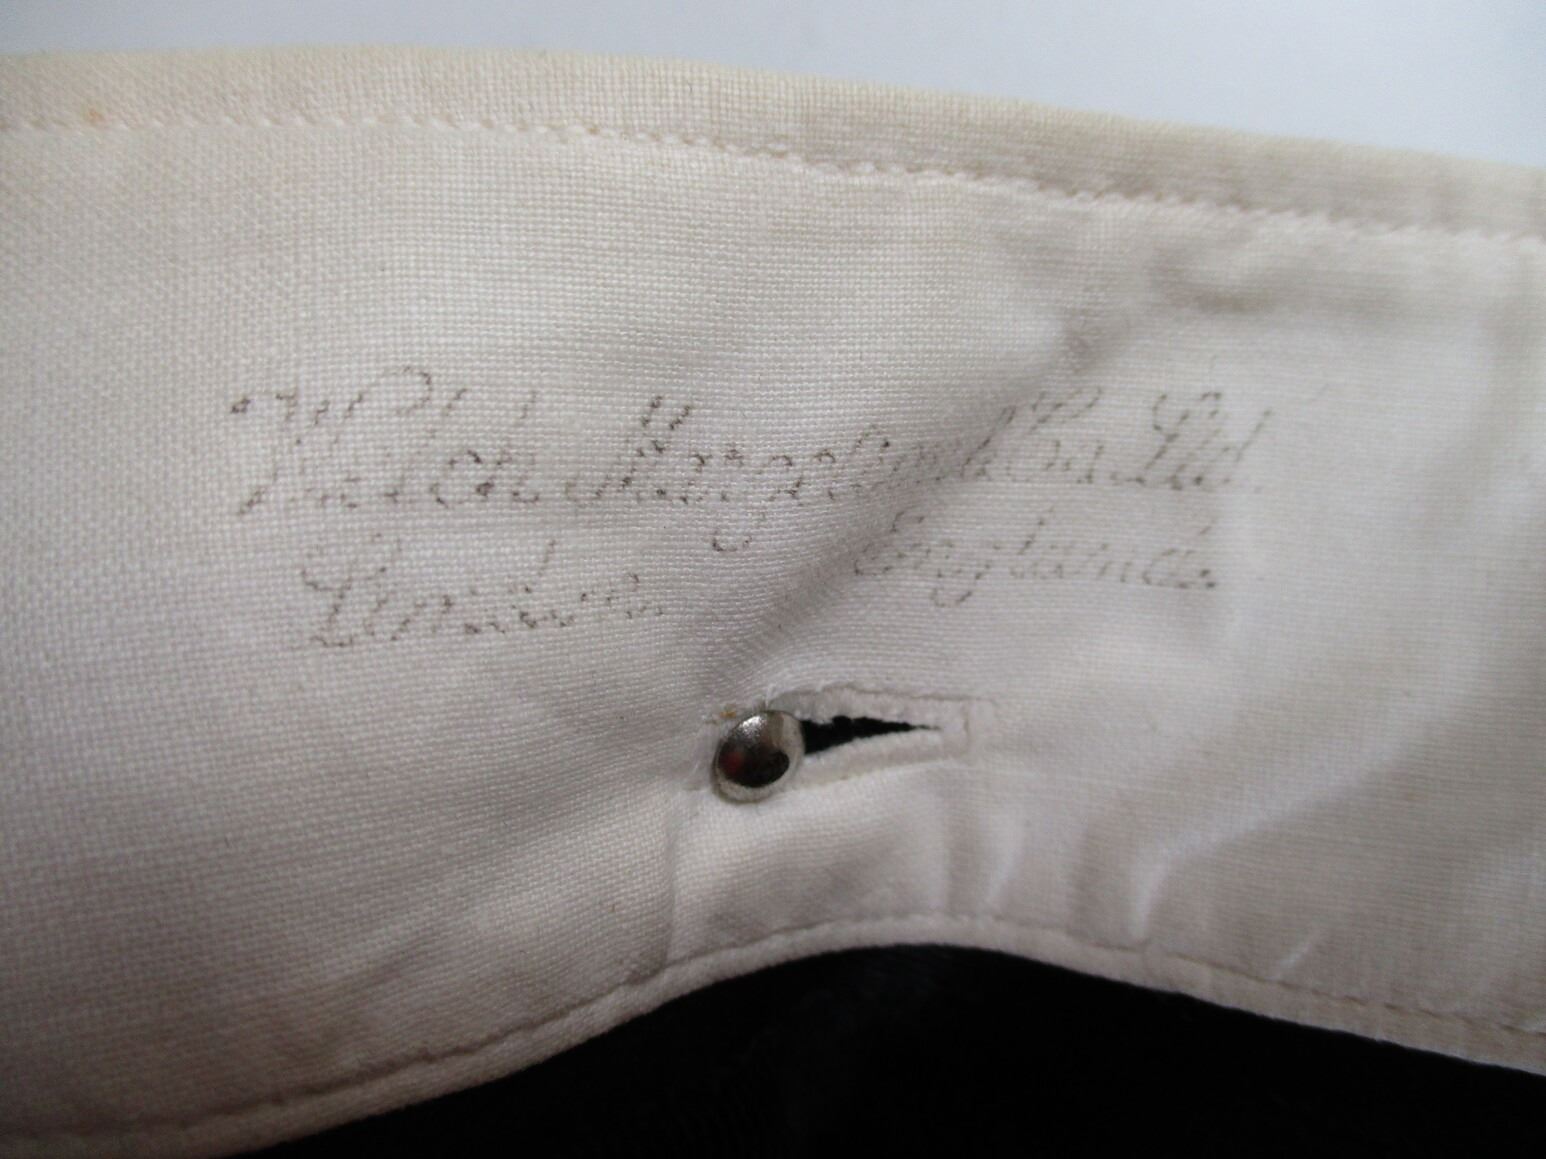 Welch Margetson & Co. Ltd.
London England.